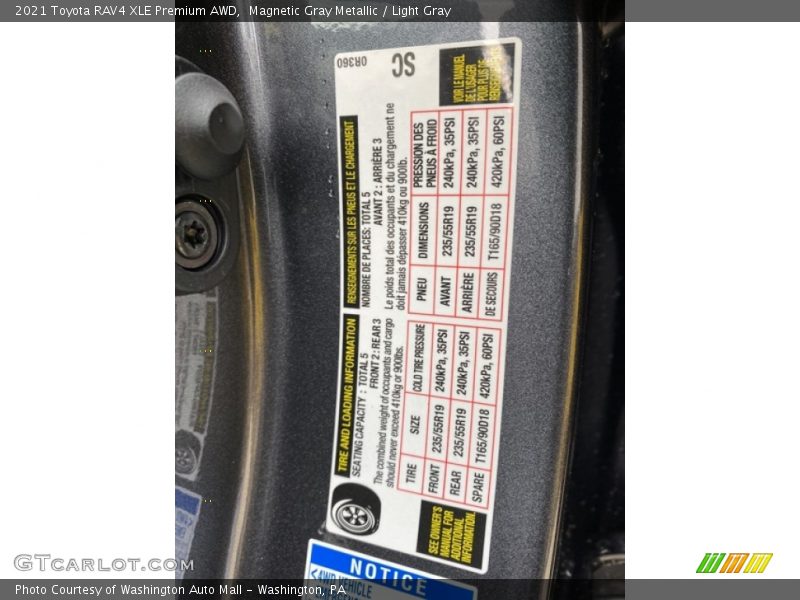 2021 Toyota RAV4 XLE Premium AWD, Magnetic Gray Metallic / Light Gray
TIRE AND LOADING INFORMATION
SEATING CAPACITY : TOTAL 5
FRONT 2 : REAR 3
The combined weight of occupants and cargo
should never exceed 410kg or 900lbs.
TIRE SIZE COLD TIRE PRESSURE
FRONT 235/55R19 240kPa, 35PSI
REAR 235/55R19 240kPa, 35PSI
SPARE T165/90D18 420kPa, 60PSI
SEE OWNER'S
MANUAL FOR
ADDITIONAL
INFORMATION.
RENSEIGNEMENTS SUR LES PNEUS ET LE CHARGEMENT
NOMBRE DE PLACES: TOTAL 5
AVANT 2 : ARRIÈRE 3
Le poids total des occupants et du chargement ne
doit jamais dépasser 410kg ou 900lb.
PNEU DIMENSIONS PRESSION DES
PNEUS À FROID
AVANT 235/55R19 240kPa, 35PSI
ARRIÈRE 235/55R19 240kPa, 35PSI
DE SECOURS T165/90D18 420kPa, 60PSI
VOIR LE MANUEL
DE L'USAGER
POUR PLUS DE
RENSEIGNEMENTS
0R360
SC
NOTICE
4WD VEHICLE
GTCarlot.com
Photo Courtesy of Washington Auto Mall - Washington, PA